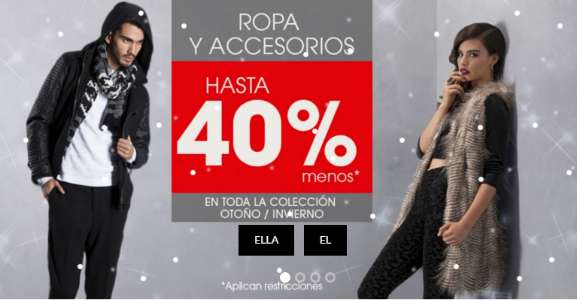 ROPA
Y ACCESORIOS
HASTA
40%
menos*
EN TODA LA COLECCIÓN
OTOÑO / INVIERNO
ELLA
EL
*Aplican restricciones